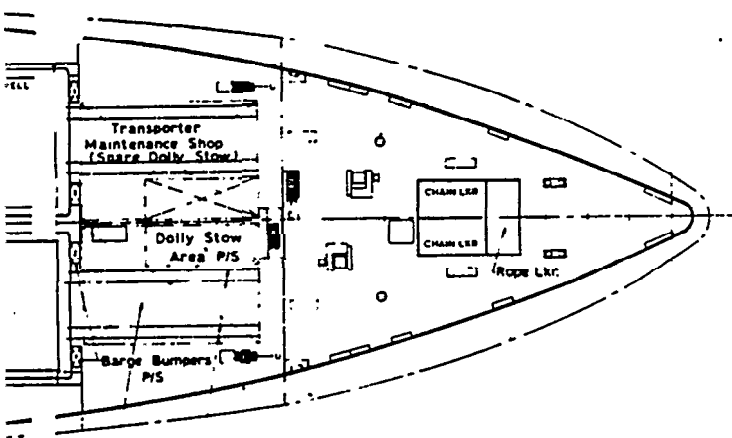 Transporter
Maintenance Shop
(Spare Dolly Stow)
CHAIN LKR
Dolly Stow
Area P/S
CHAIN LKR
Rope Lkr.
Barge Bumpers
P/S